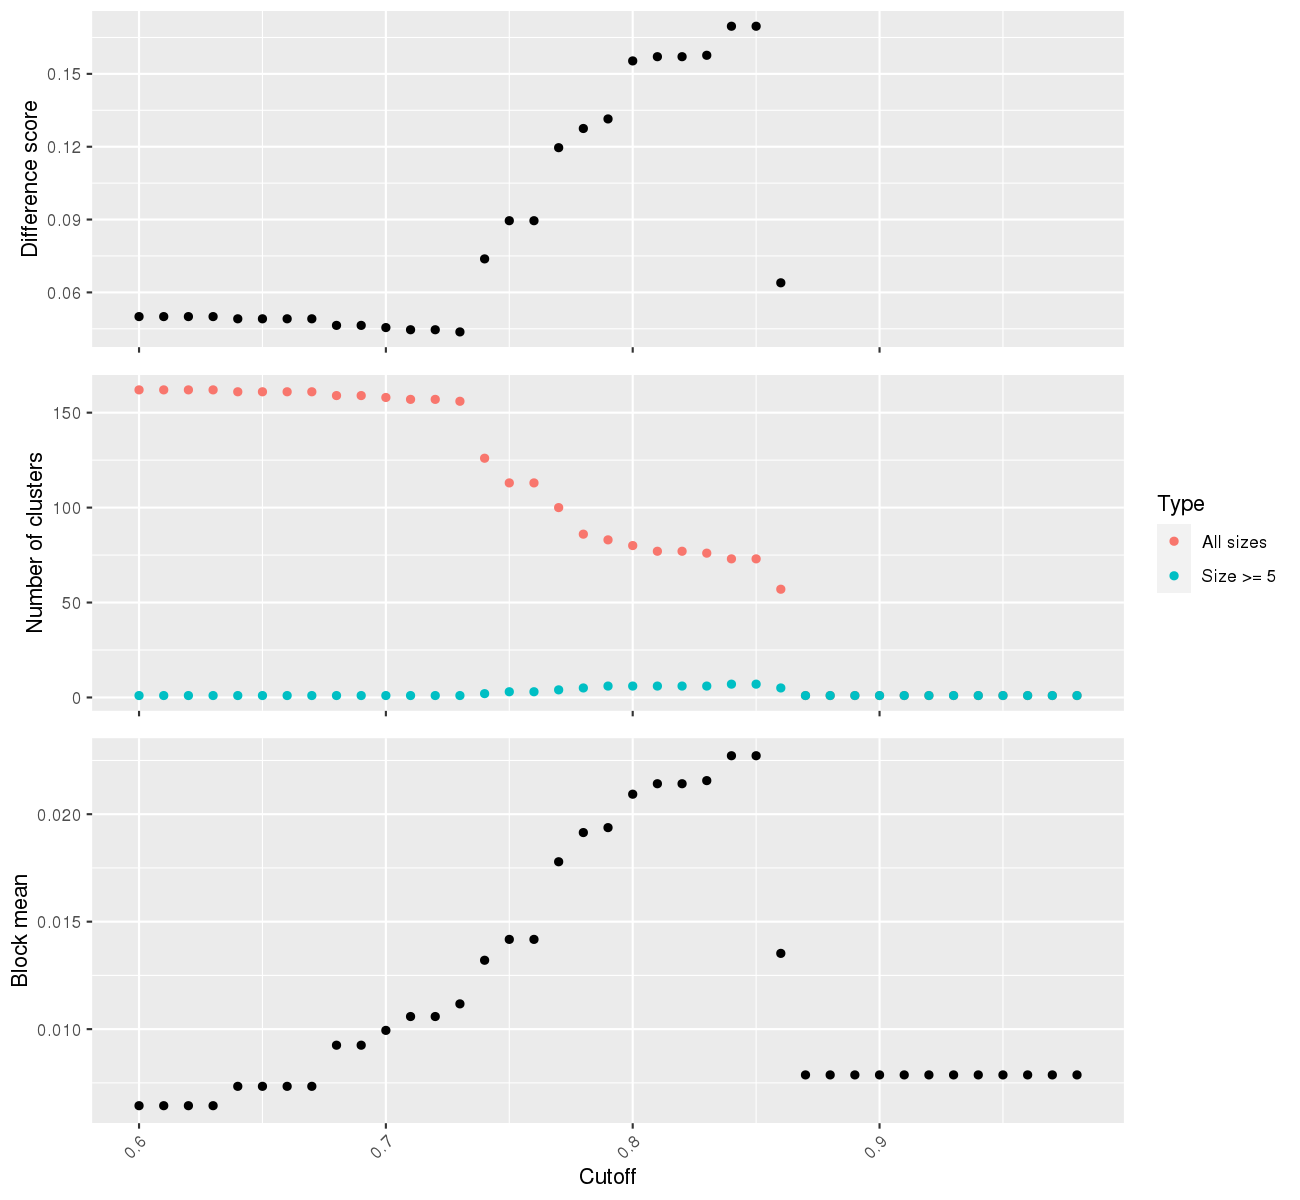 Difference score
0.15
0.12
0.09
0.06
Number of clusters
150
100
50
0
Type
All sizes
Size >= 5
Block mean
0.020
0.015
0.010
0.6
0.7
0.8
0.9
Cutoff